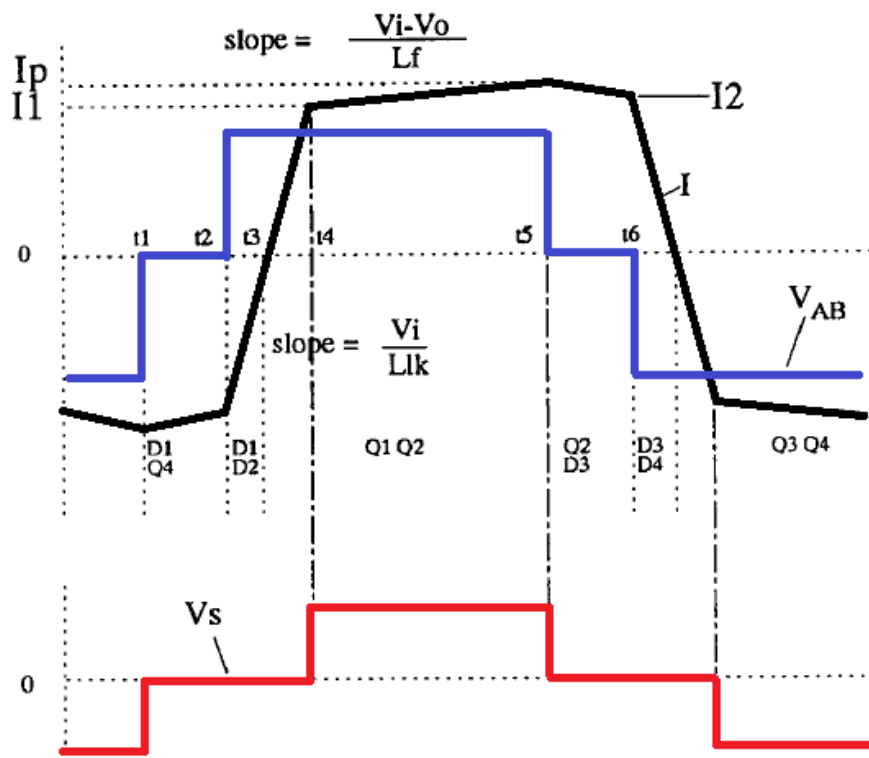 slope = Vi-Vo
Lf
Ip
I1
I2
I
0
t1
t2
t3
t4
t5
t6
VAB
slope = Vi
Llk
D1
Q4
D1
D2
Q1 Q2
Q2
D3
D3
D4
Q3 Q4
Vs
0